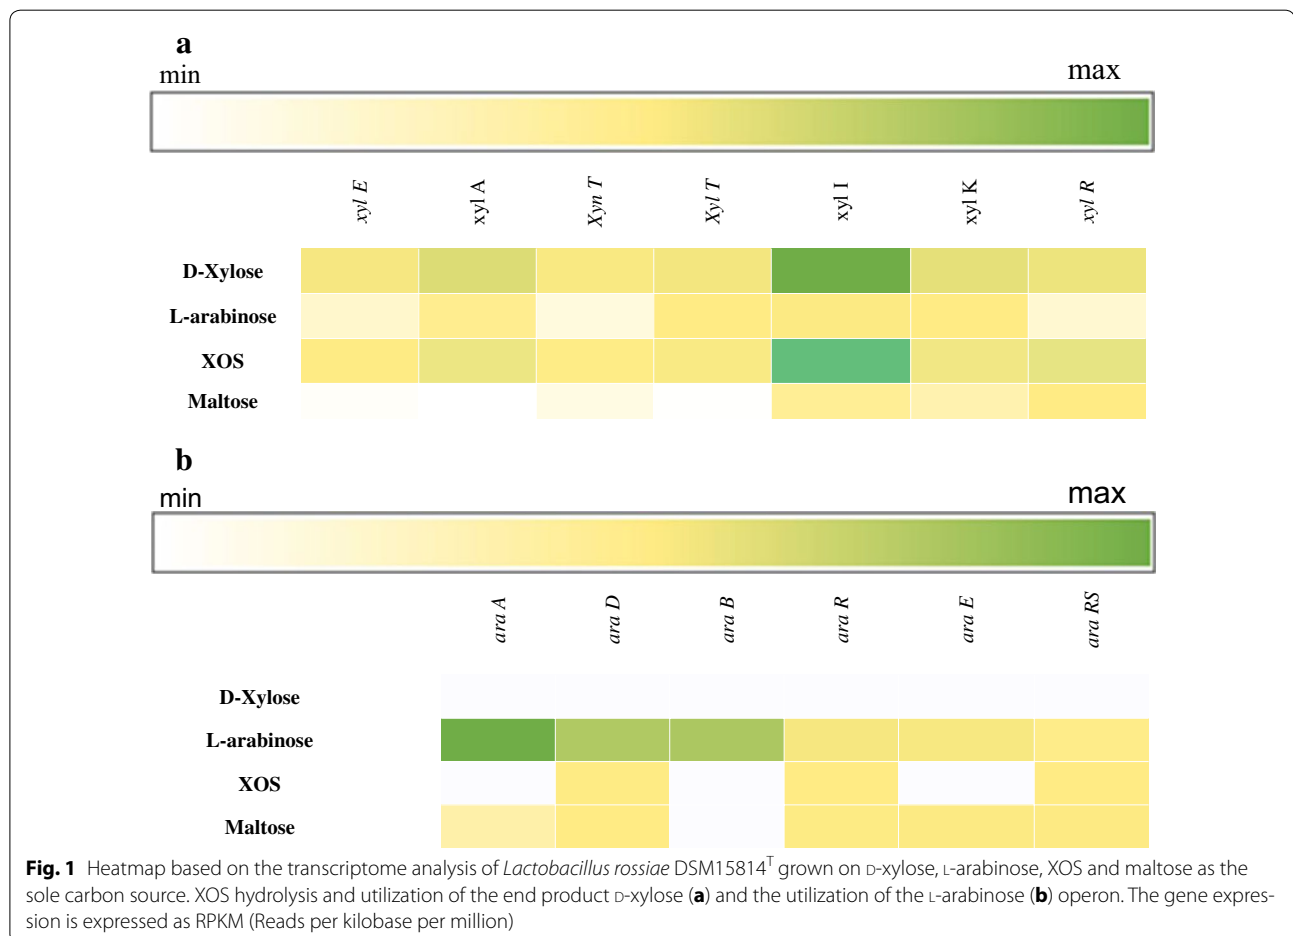 a
min max
xyl E xyl A Xyn T Xyl T xyl I xyl K xyl R
D-Xylose
L-arabinose
XOS
Maltose
b
min max
ara A ara D ara B ara R ara E ara RS
D-Xylose
L-arabinose
XOS
Maltose
Fig. 1 Heatmap based on the transcriptome analysis of Lactobacillus rossiae DSM15814ᵀ grown on D-xylose, L-arabinose, XOS and maltose as the
sole carbon source. XOS hydrolysis and utilization of the end product D-xylose (a) and the utilization of the L-arabinose (b) operon. The gene expres-
sion is expressed as RPKM (Reads per kilobase per million)